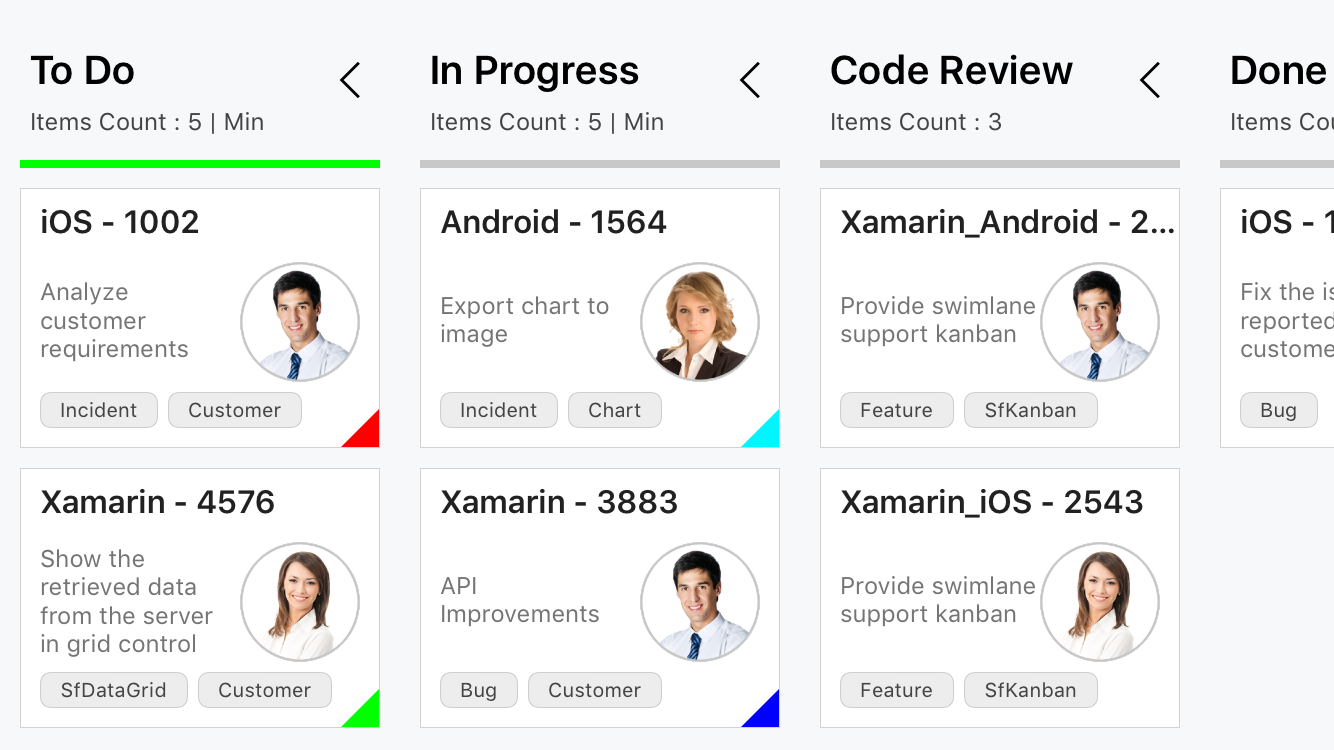 To Do
Items Count : 5 | Min
iOS - 1002
Analyze
customer
requirements
Incident
Customer
Xamarin - 4576
Show the
retrieved data
from the server
in grid control
SfDataGrid
Customer
In Progress
Items Count : 5 | Min
Android - 1564
Export chart to
image
Incident
Chart
Xamarin - 3883
API
Improvements
Bug
Customer
Code Review
Items Count : 3
Xamarin_Android - 2...
Provide swimlane
support kanban
Feature
SfKanban
Xamarin_iOS - 2543
Provide swimlane
support kanban
Feature
SfKanban
Done
Items
iOS - 1
Fix the
reported
Bug